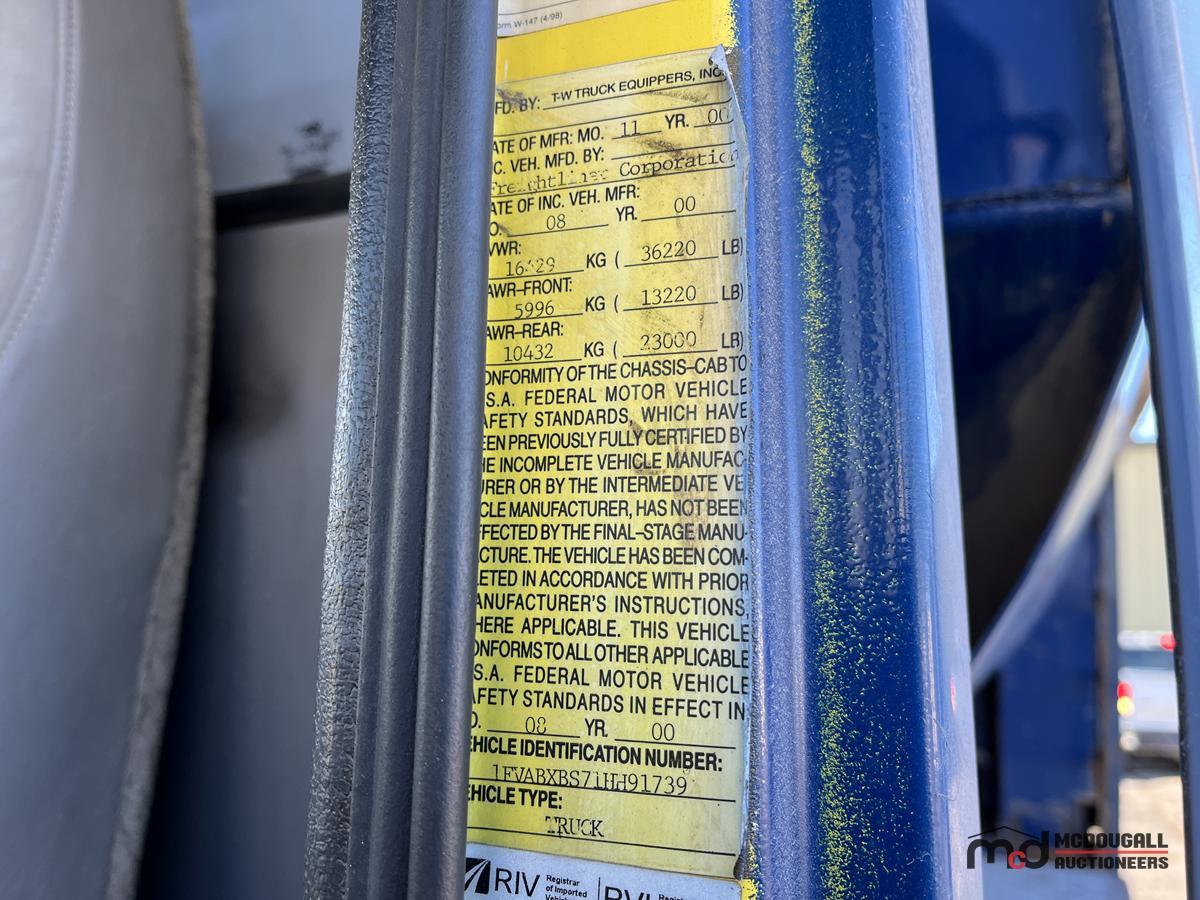 orm W-147 (4/98)
FD. BY: T-W TRUCK EQUIPPERS, INC
ATE OF MFR: MO. 11 YR. 00
C. VEH. MFD. BY:
Freightliner Corporation
ATE OF INC. VEH. MFR:
O. 08 YR. 00
VWR:
16429 KG ( 36220 LB)
AWR-FRONT:
5996 KG ( 13220 LB)
AWR-REAR:
10432 KG ( 23000 LB)
ONFORMITY OF THE CHASSIS-CAB TO
.S.A. FEDERAL MOTOR VEHICLE
AFETY STANDARDS, WHICH HAVE
EEN PREVIOUSLY FULLY CERTIFIED BY
HE INCOMPLETE VEHICLE MANUFAC-
URER OR BY THE INTERMEDIATE VE
CLE MANUFACTURER, HAS NOT BEEN
FFECTED BY THE FINAL-STAGE MANU-
CTURE. THE VEHICLE HAS BEEN COM-
LETED IN ACCORDANCE WITH PRIOR
ANUFACTURER'S INSTRUCTIONS,
HERE APPLICABLE. THIS VEHICLE
ONFORMS TO ALL OTHER APPLICABLE
.S.A. FEDERAL MOTOR VEHICLE
AFETY STANDARDS IN EFFECT IN:
O. 08 YR. 00
EHICLE IDENTIFICATION NUMBER:
1FVABXBS71HH91739
EHICLE TYPE:
TRUCK
RIV Registrar
of Imported
mcd MCDOUGALL
AUCTIONEERS